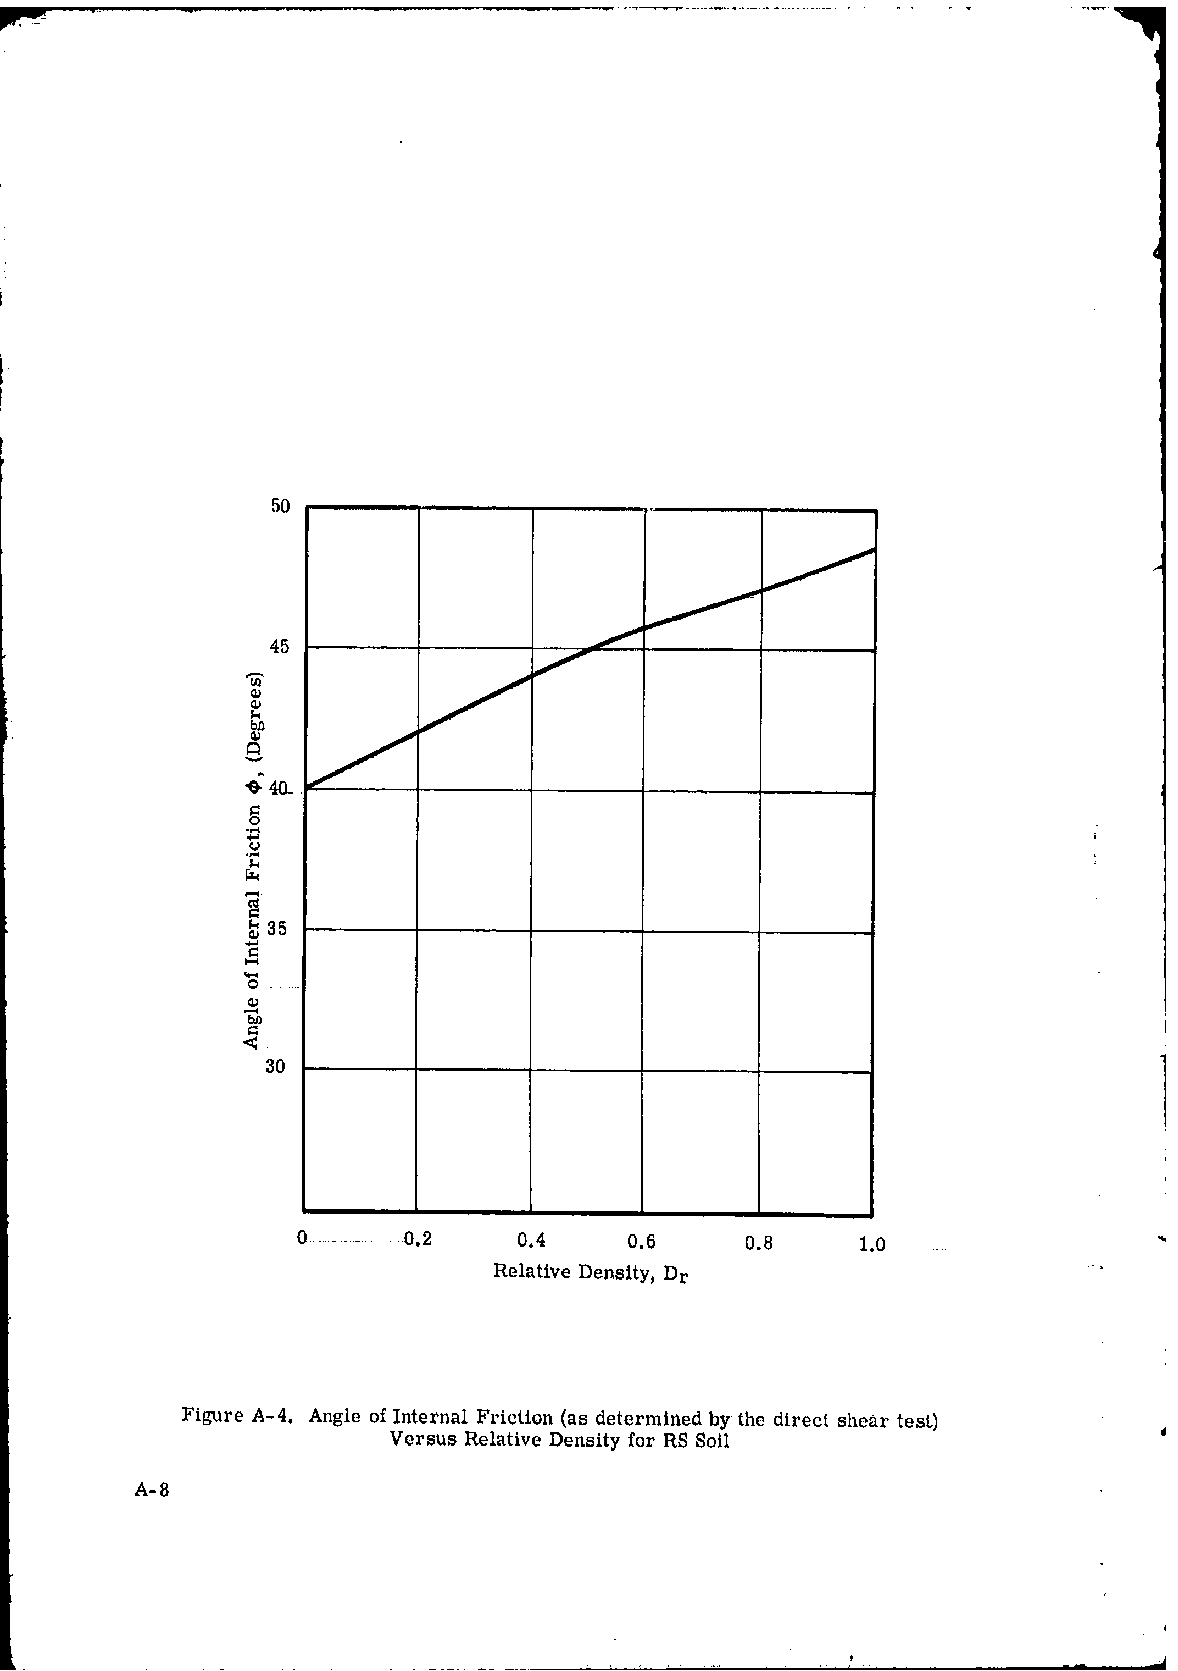 50
45
40
35
30
Angle of Internal Friction Φ, (Degrees)
0 0.2 0.4 0.6 0.8 1.0
Relative Density, Dr
Figure A-4. Angle of Internal Friction (as determined by the direct shear test)
Versus Relative Density for RS Soil
A-8